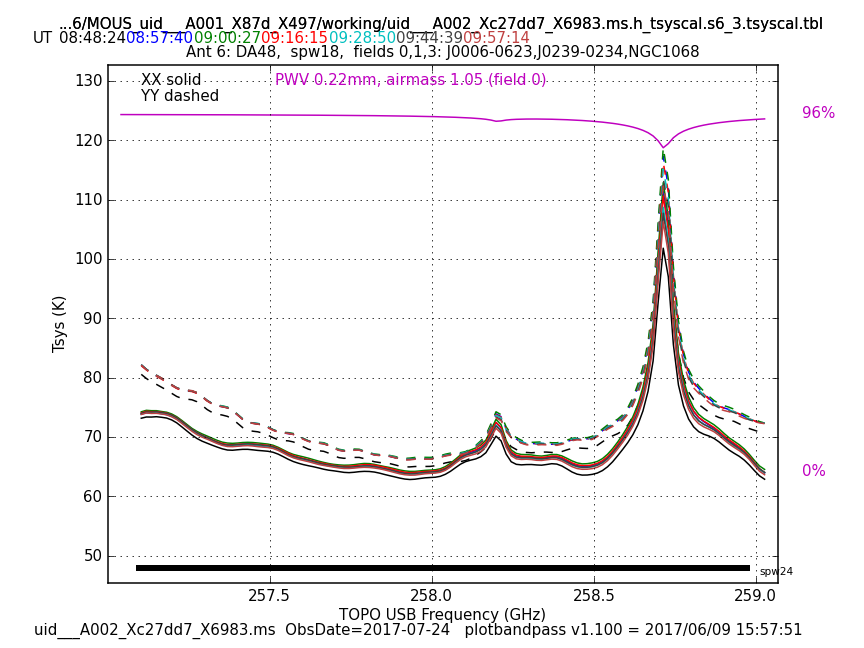 ...6/MOUS_uid___A001_X87d_X497/working/uid___A002_Xc27dd7_X6983.ms.h_tsyscal.s6_3.tsyscal.tbl
UT 08:48:24 08:57:40 09:00:27 09:16:15 09:28:50 09:44:39 09:57:14
Ant 6: DA48, spw18, fields 0,1,3: J0006-0623,J0239-0234,NGC1068
XX solid
YY dashed
PWV 0.22mm, airmass 1.05 (field 0)
130
120
110
100
90
80
70
60
50
Tsys (K)
96%
0%
spw24
257.5 258.0 258.5 259.0
TOPO USB Frequency (GHz)
uid___A002_Xc27dd7_X6983.ms ObsDate=2017-07-24 plotbandpass v1.100 = 2017/06/09 15:57:51